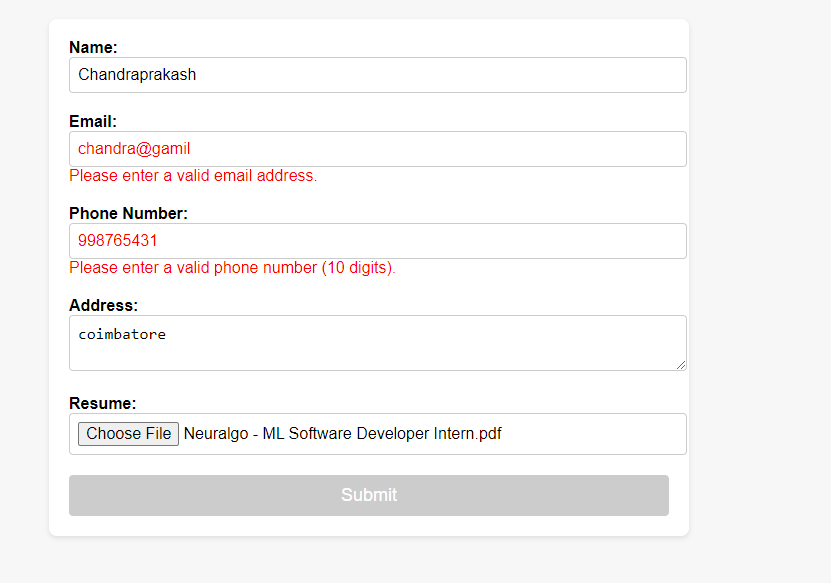 Name:
Chandraprakash
Email:
chandra@gamil
Please enter a valid email address.
Phone Number:
998765431
Please enter a valid phone number (10 digits).
Address:
coimbatore
Resume:
Choose File Neuralgo - ML Software Developer Intern.pdf
Submit